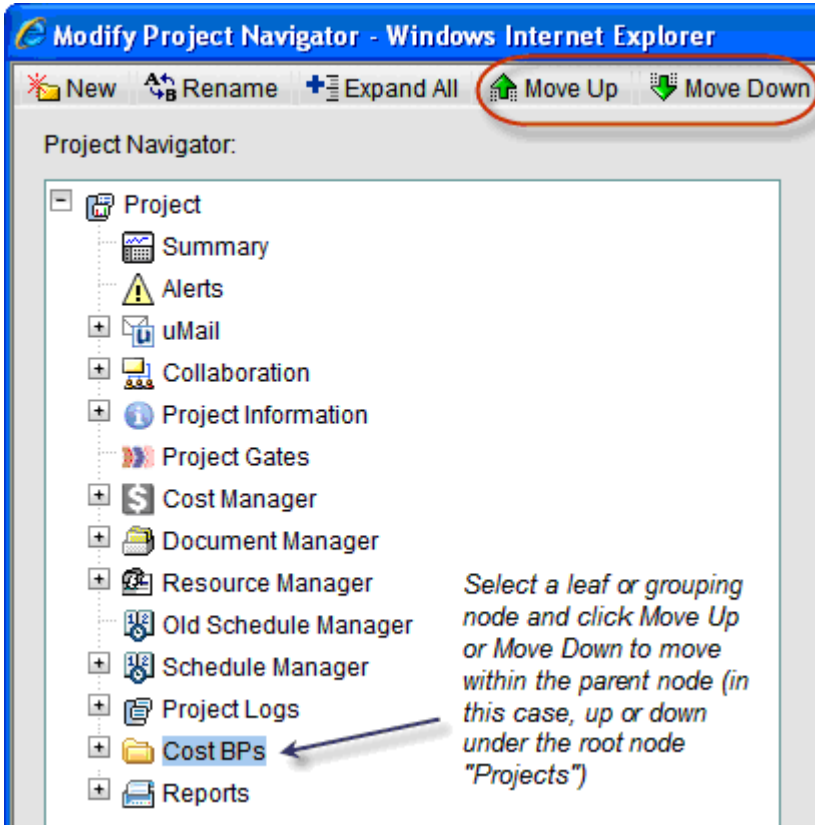 Modify Project Navigator - Windows Internet Explorer
New Rename Expand All Move Up Move Down
Project Navigator:
Project
Summary
Alerts
uMail
Collaboration
Project Information
Project Gates
Cost Manager
Document Manager
Resource Manager
Old Schedule Manager
Schedule Manager
Project Logs
Cost BPs
Reports
Select a leaf or grouping
node and click Move Up
or Move Down to move
within the parent node (in
this case, up or down
under the root node
"Projects")